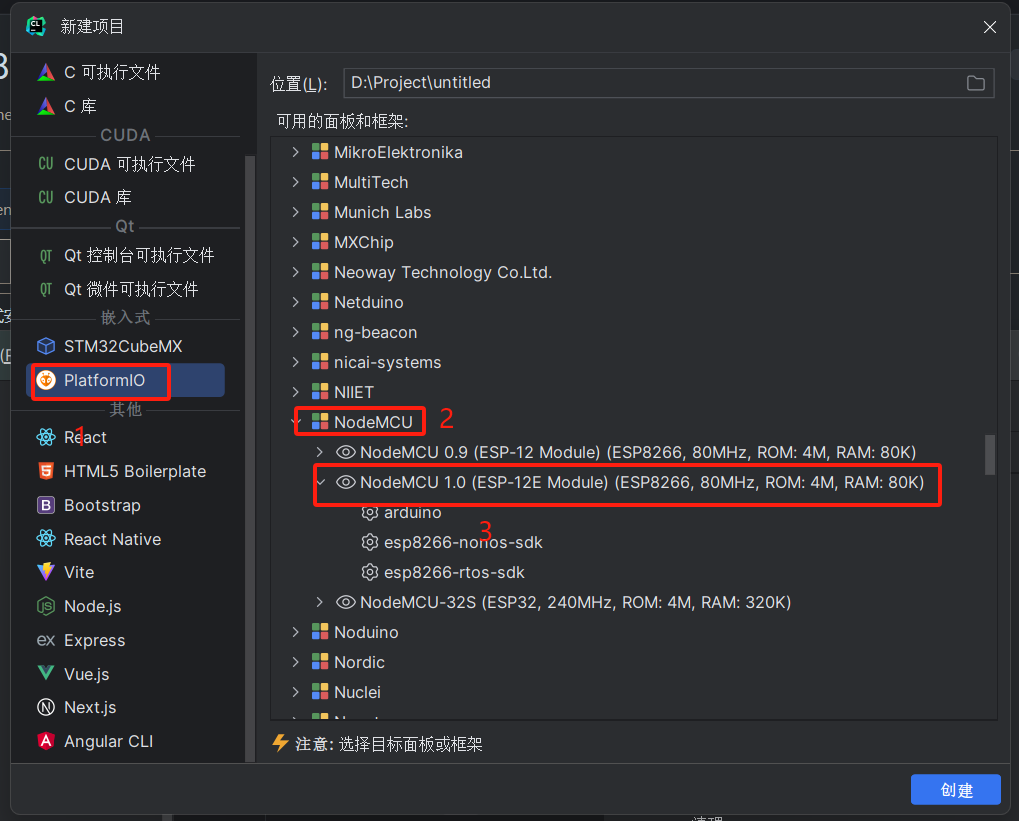 新建项目
C 可执行文件
C 库
CUDA
CU CUDA 可执行文件
CU CUDA 库
Qt
QT Qt 控制台可执行文件
QT Qt 微件可执行文件
嵌入式
STM32CubeMX
PlatformIO
其他
React
1
HTML5 Boilerplate
B Bootstrap
React Native
Vite
Node.js
ex Express
Vue.js
N Next.js
A Angular CLI
位置(L):
D:\Project\untitled
可用的面板和框架:
MikroElektronika
MultiTech
Munich Labs
MXChip
Neoway Technology Co.Ltd.
Netduino
ng-beacon
nicai-systems
NIIET
NodeMCU 2
NodeMCU 0.9 (ESP-12 Module) (ESP8266, 80MHz, ROM: 4M, RAM: 80K)
NodeMCU 1.0 (ESP-12E Module) (ESP8266, 80MHz, ROM: 4M, RAM: 80K)
arduino
3
esp8266-nonos-sdk
esp8266-rtos-sdk
NodeMCU-32S (ESP32, 240MHz, ROM: 4M, RAM: 320K)
Noduino
Nordic
Nuclei
注意: 选择目标面板或框架
创建